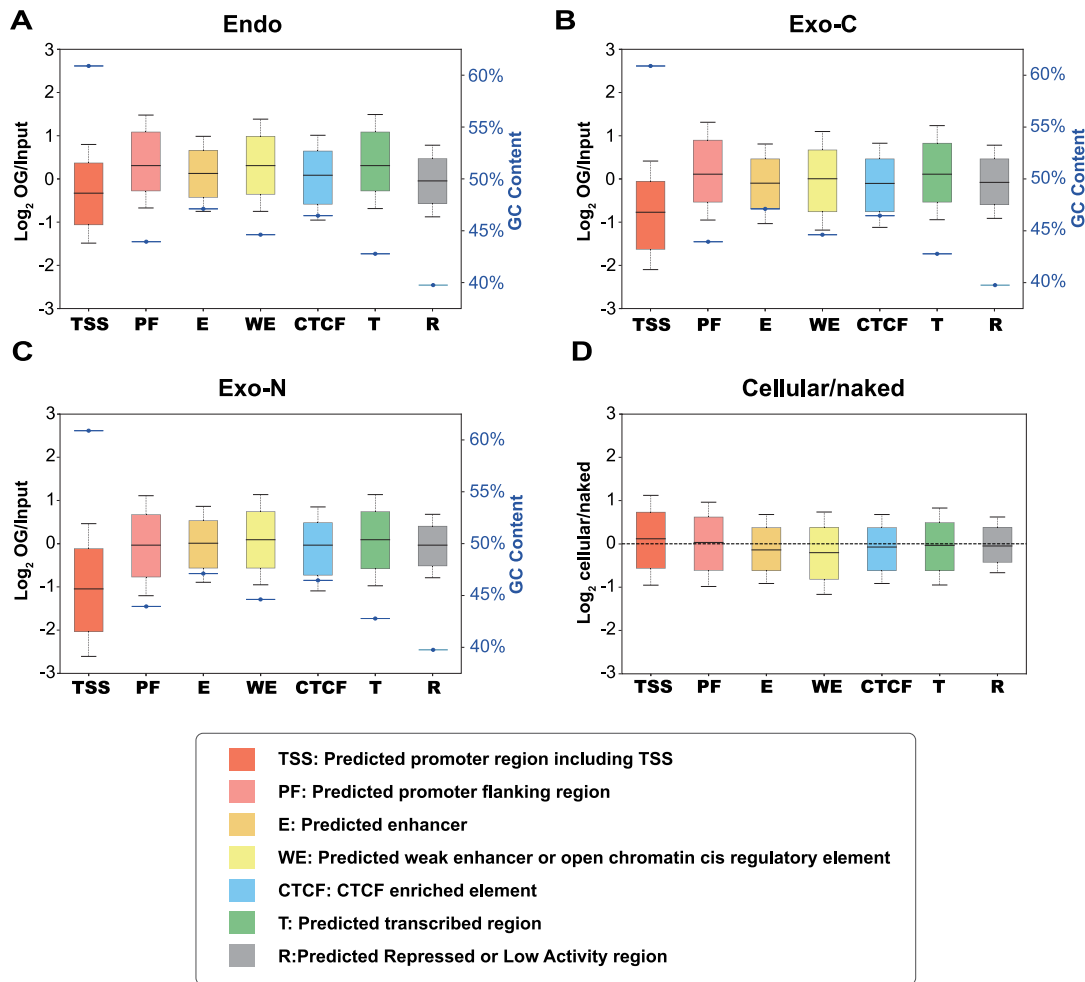 A
Endo
3
2
1
0
-1
-2
-3
Log2 OG/Input
60%
55%
50%
45%
40%
GC Content
TSS PF E WE CTCF T R
B
Exo-C
3
2
1
0
-1
-2
-3
Log2 OG/Input
60%
55%
50%
45%
40%
GC Content
TSS PF E WE CTCF T R
C
Exo-N
3
2
1
0
-1
-2
-3
Log2 OG/Input
60%
55%
50%
45%
40%
GC Content
TSS PF E WE CTCF T R
D
Cellular/naked
3
2
1
0
-1
-2
-3
Log2 cellular/naked
TSS PF E WE CTCF T R
TSS: Predicted promoter region including TSS
PF: Predicted promoter flanking region
E: Predicted enhancer
WE: Predicted weak enhancer or open chromatin cis regulatory element
CTCF: CTCF enriched element
T: Predicted transcribed region
R:Predicted Repressed or Low Activity region